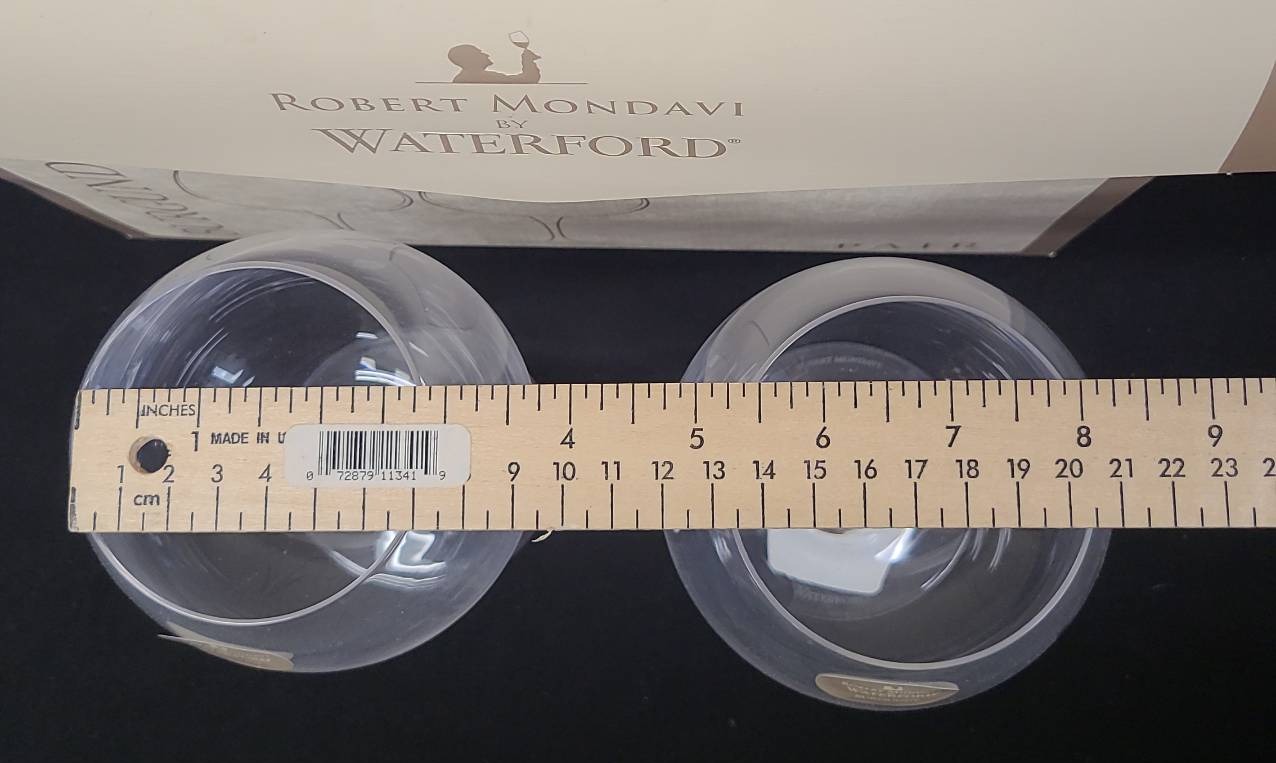 ROBERT MONDAVI
BY
WATERFORD®
PAIR
INCHES
1 MADE IN U 4 5 6 7 8 9
1 2 3 4 9 10 11 12 13 14 15 16 17 18 19 20 21 22 23 2
cm
0 72879 11341 9